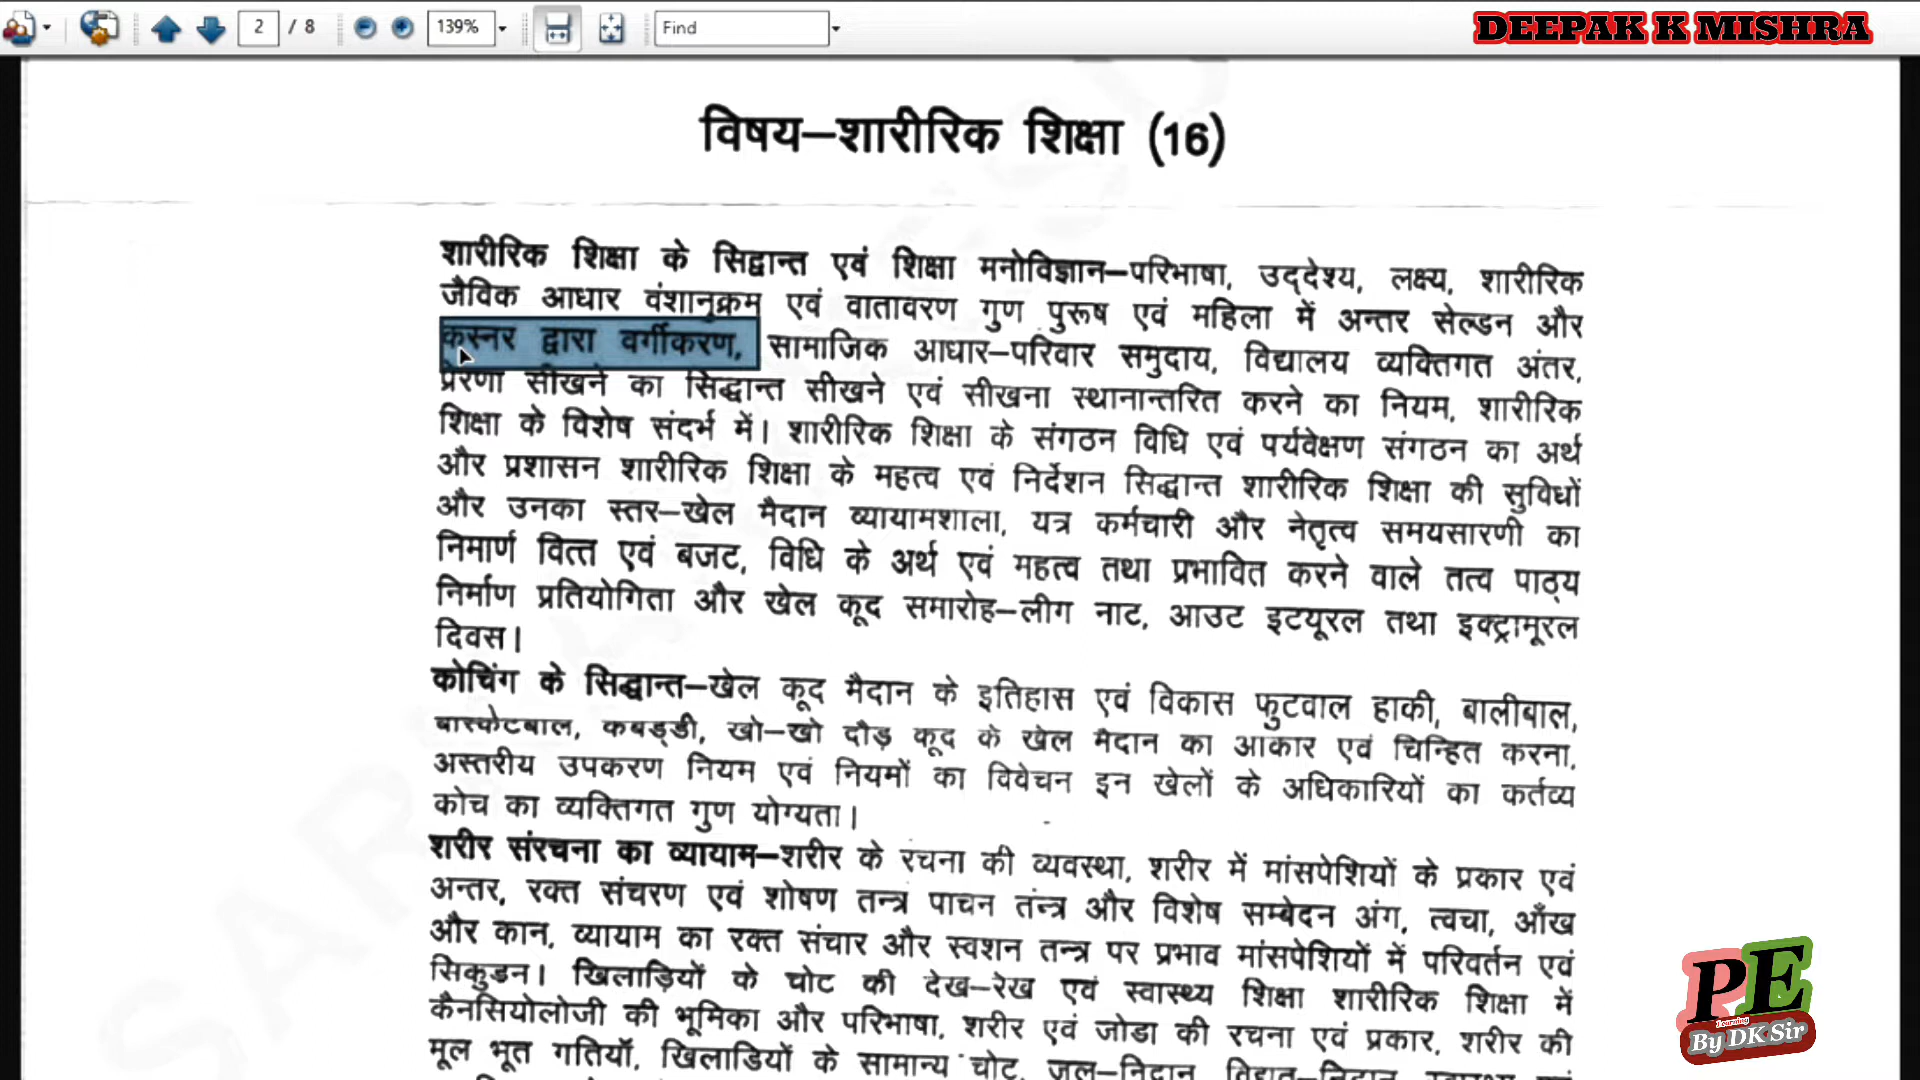 2 / 8 139% Find
DEEPAK K MISHRA
विषय–शारीरिक शिक्षा (16)
शारीरिक शिक्षा के सिद्वान्त एवं शिक्षा मनोविज्ञान–परिभाषा, उद्देश्य, लक्ष्य, शारीरिक
जैविक आधार वंशानुक्रम एवं वातावरण गुण पुरूष एवं महिला में अन्तर सेल्डन और
कस्नर द्वारा वर्गीकरण, सामाजिक आधार–परिवार समुदाय, विद्यालय व्यक्तिगत अंतर,
प्रेरणा सीखने का सिद्धान्त सीखने एवं सीखना स्थानान्तरित करने का नियम, शारीरिक
शिक्षा के विशेष संदर्भ में। शारीरिक शिक्षा के संगठन विधि एवं पर्यवेक्षण संगठन का अर्थ
और प्रशासन शारीरिक शिक्षा के महत्व एवं निर्देशन सिद्धान्त शारीरिक शिक्षा की सुविधों
और उनका स्तर–खेल मैदान व्यायामशाला, यत्र कर्मचारी और नेतृत्व समयसारणी का
निमार्ण वित्त एवं बजट, विधि के अर्थ एवं महत्व तथा प्रभावित करने वाले तत्व पाठ्य
निर्माण प्रतियोगिता और खेल कूद समारोह–लीग नाट, आउट इटयूरल तथा इक्ट्रामूरल
दिवस।
कोचिंग के सिद्धान्त–खेल कूद मैदान के इतिहास एवं विकास फुटवाल हाकी, बालीबाल,
बास्केटबाल, कबड्डी, खो–खो दौड़ कूद के खेल मैदान का आकार एवं चिन्हित करना,
अस्तरीय उपकरण नियम एवं नियमों का विवेचन इन खेलों के अधिकारियों का कर्तव्य
कोच का व्यक्तिगत गुण योग्यता।
शरीर संरचना का व्यायाम–शरीर के रचना की व्यवस्था, शरीर में मांसपेशियों के प्रकार एवं
अन्तर, रक्त संचरण एवं शोषण तन्त्र पाचन तंन्त्र और विशेष सम्बेदन अंग, त्वचा, आँख
और कान, व्यायाम का रक्त संचार और स्वशन तन्त्र पर प्रभाव मांसपेशियों में परिवर्तन एवं
सिकुडन। खिलाड़ियों के चोट की देख–रेख एवं स्वास्थ्य शिक्षा शारीरिक शिक्षा में
कैनसियोलोजी की भूमिका और परिभाषा, शरीर एवं जोडा की रचना एवं प्रकार, शरीर की
मूल भूत गतियॉ, खिलाडियों के सामान्य चोट, जल–निदान, विद्युत–निदान,
PE
Learning
By DK Sir